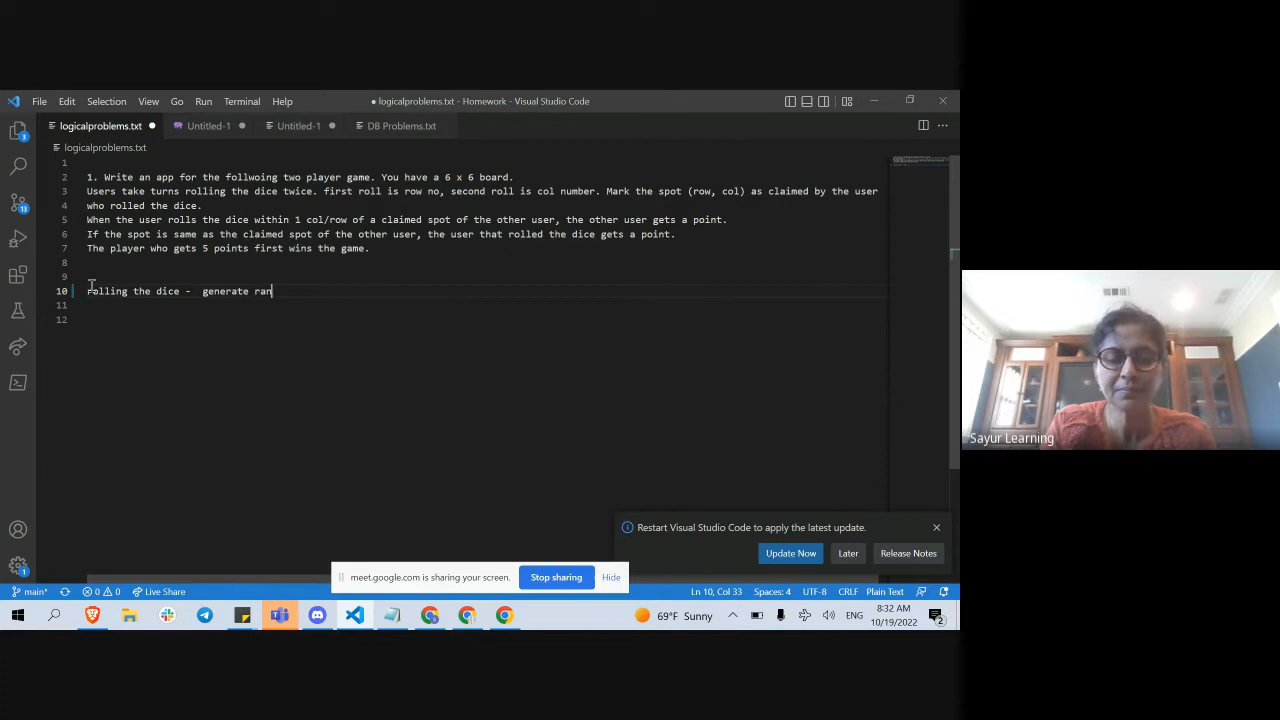 File Edit Selection View Go Run Terminal Help
● logicalproblems.txt - Homework - Visual Studio Code
logicalproblems.txt Untitled-1 Untitled-1 DB Problems.txt
logicalproblems.txt
1
2 1. Write an app for the follwoing two player game. You have a 6 x 6 board.
3 Users take turns rolling the dice twice. first roll is row no, second roll is col number. Mark the spot (row, col) as claimed by the user
4 who rolled the dice.
5 When the user rolls the dice within 1 col/row of a claimed spot of the other user, the other user gets a point.
6 If the spot is same as the claimed spot of the other user, the user that rolled the dice gets a point.
7 The player who gets 5 points first wins the game.
8
9
10 rolling the dice - generate ran
11
12
3
13
1
Sayur Learning
Restart Visual Studio Code to apply the latest update.
Update Now Later Release Notes
meet.google.com is sharing your screen. Stop sharing Hide
main* 0 0 Live Share
Ln 10, Col 33 Spaces: 4 UTF-8 CRLF Plain Text
69°F Sunny
ENG
8:32 AM
10/19/2022
2